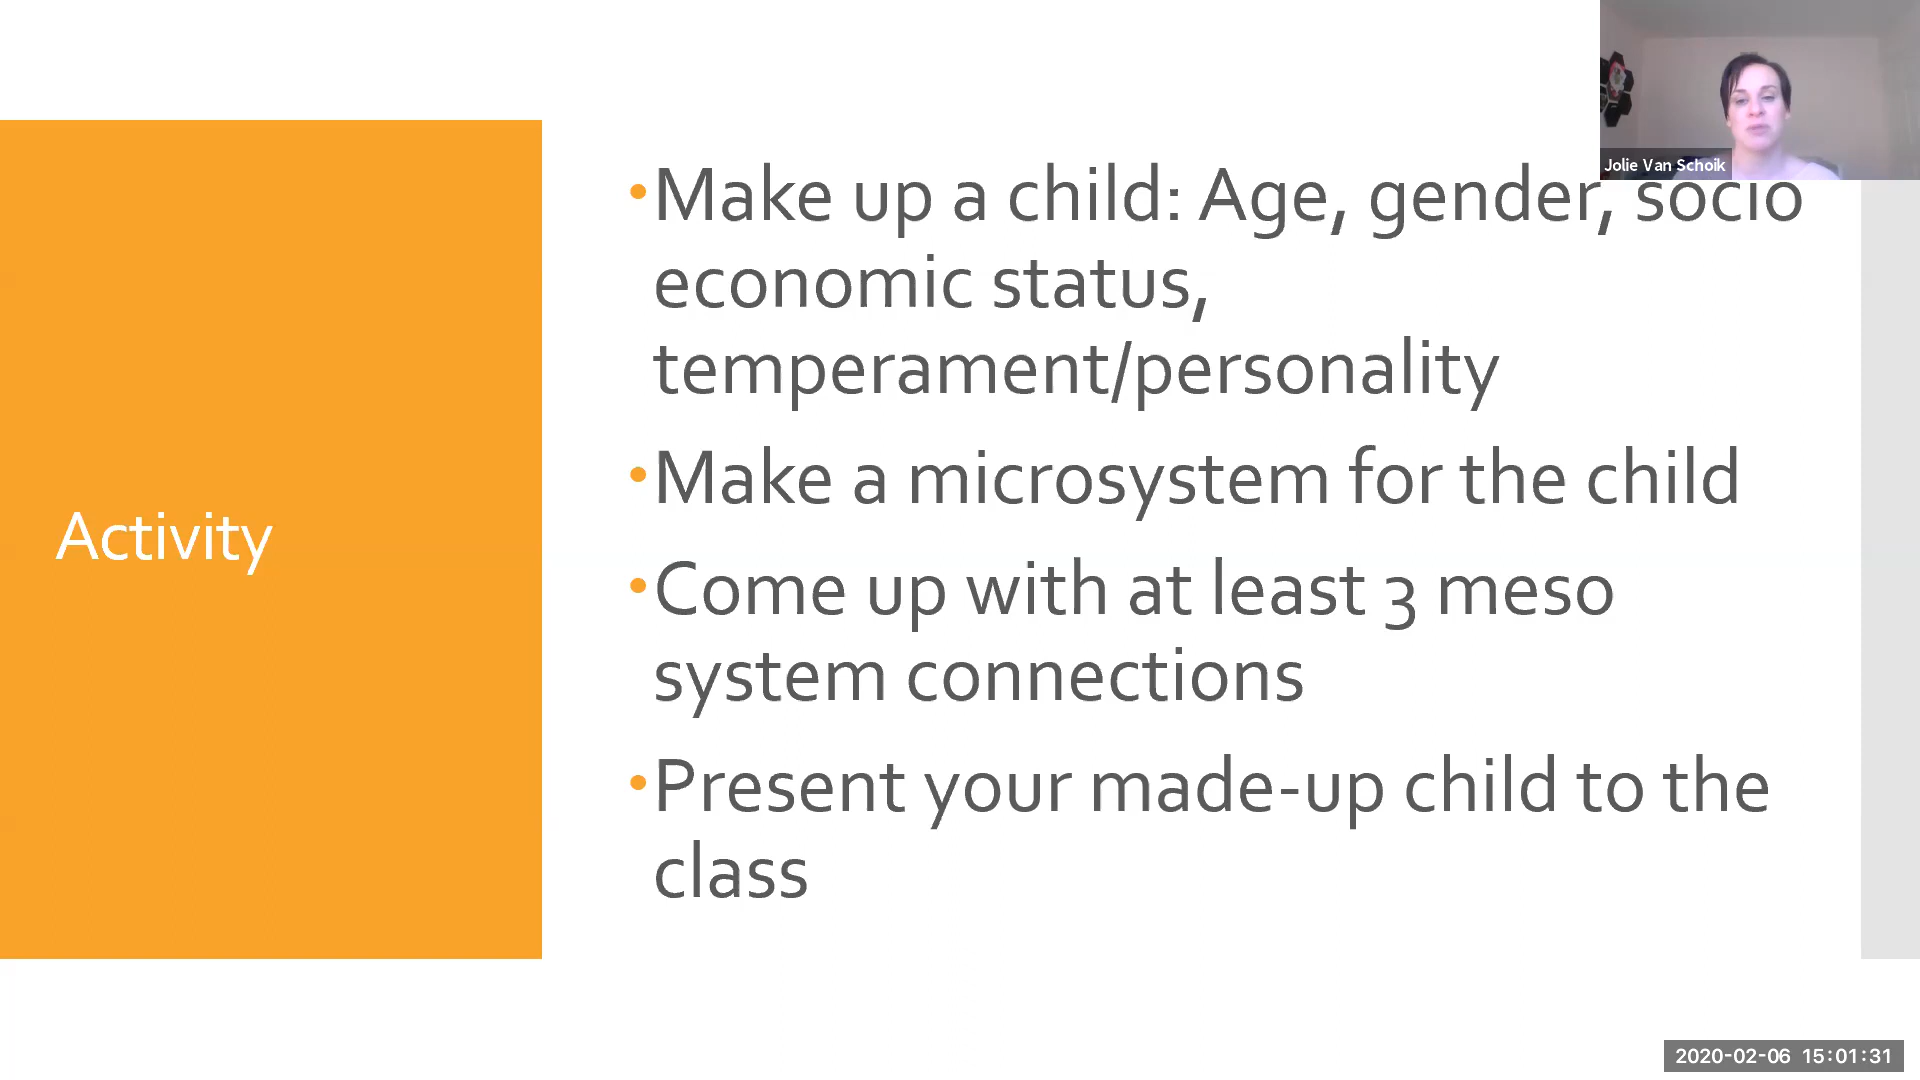 Jolie Van Schoik
Activity
•Make up a child: Age, gender, socio
economic status,
temperament/personality
•Make a microsystem for the child
•Come up with at least 3 meso
system connections
•Present your made-up child to the
class
2020-02-06 15:01:31